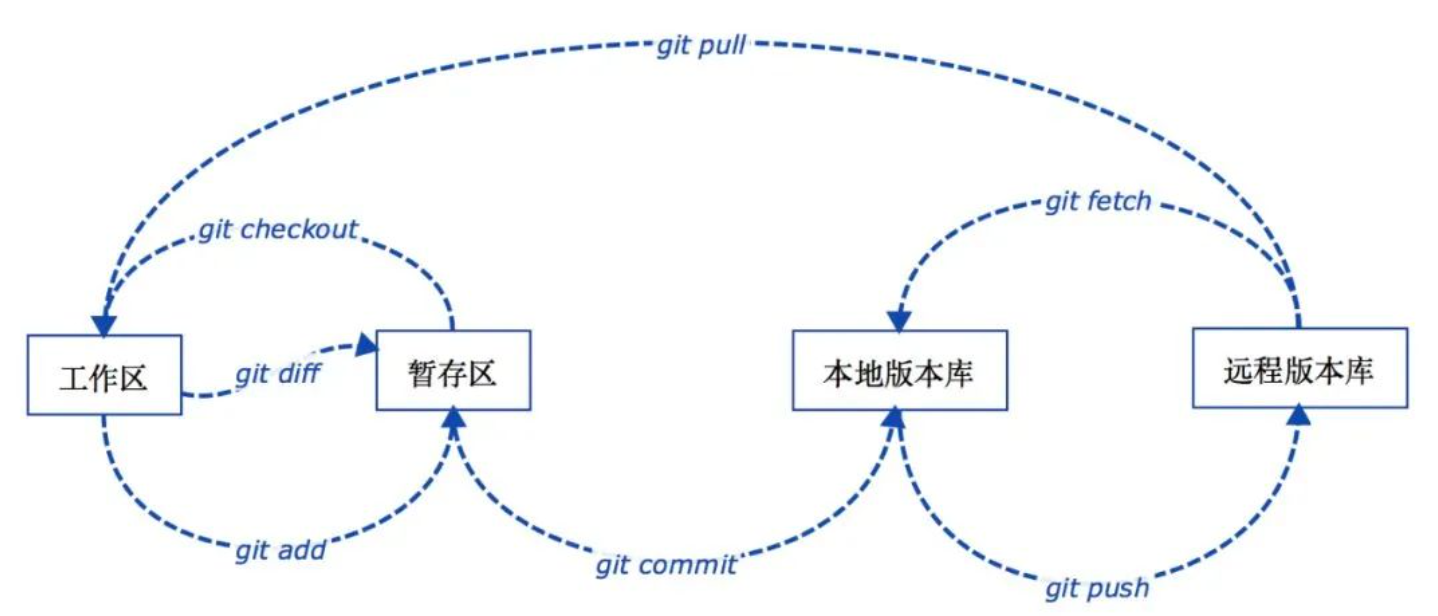 git pull
git fetch
git checkout
工作区
git diff
暂存区
本地版本库
远程版本库
git add
git commit
git push